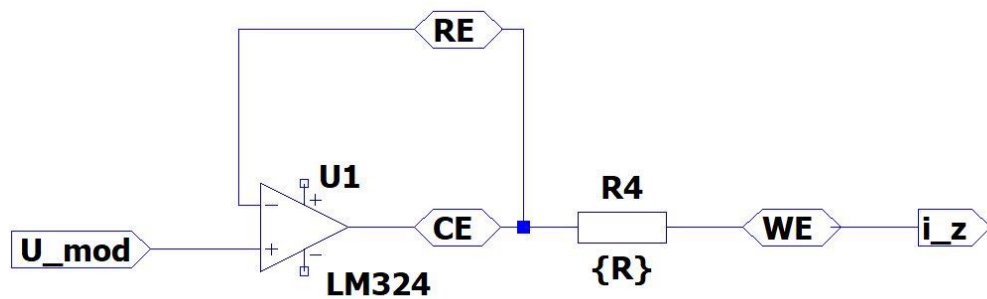 RE
U1
R4
−
+
+
−
CE
WE
i_z
U_mod
LM324
{R}